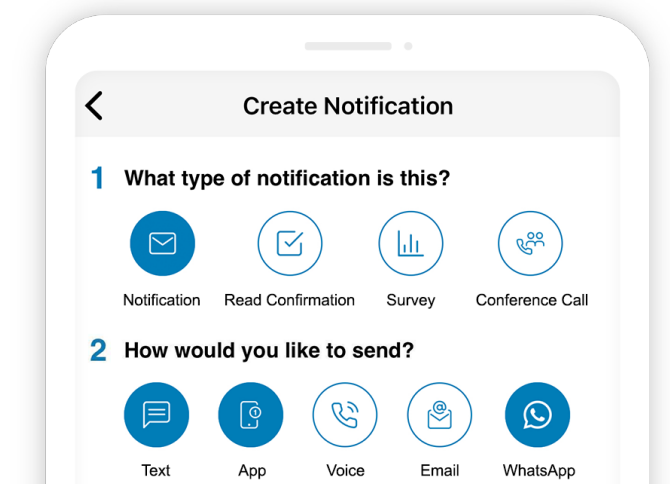 Create Notification
1 What type of notification is this?
Notification Read Confirmation Survey Conference Call
2 How would you like to send?
Text App Voice Email WhatsApp